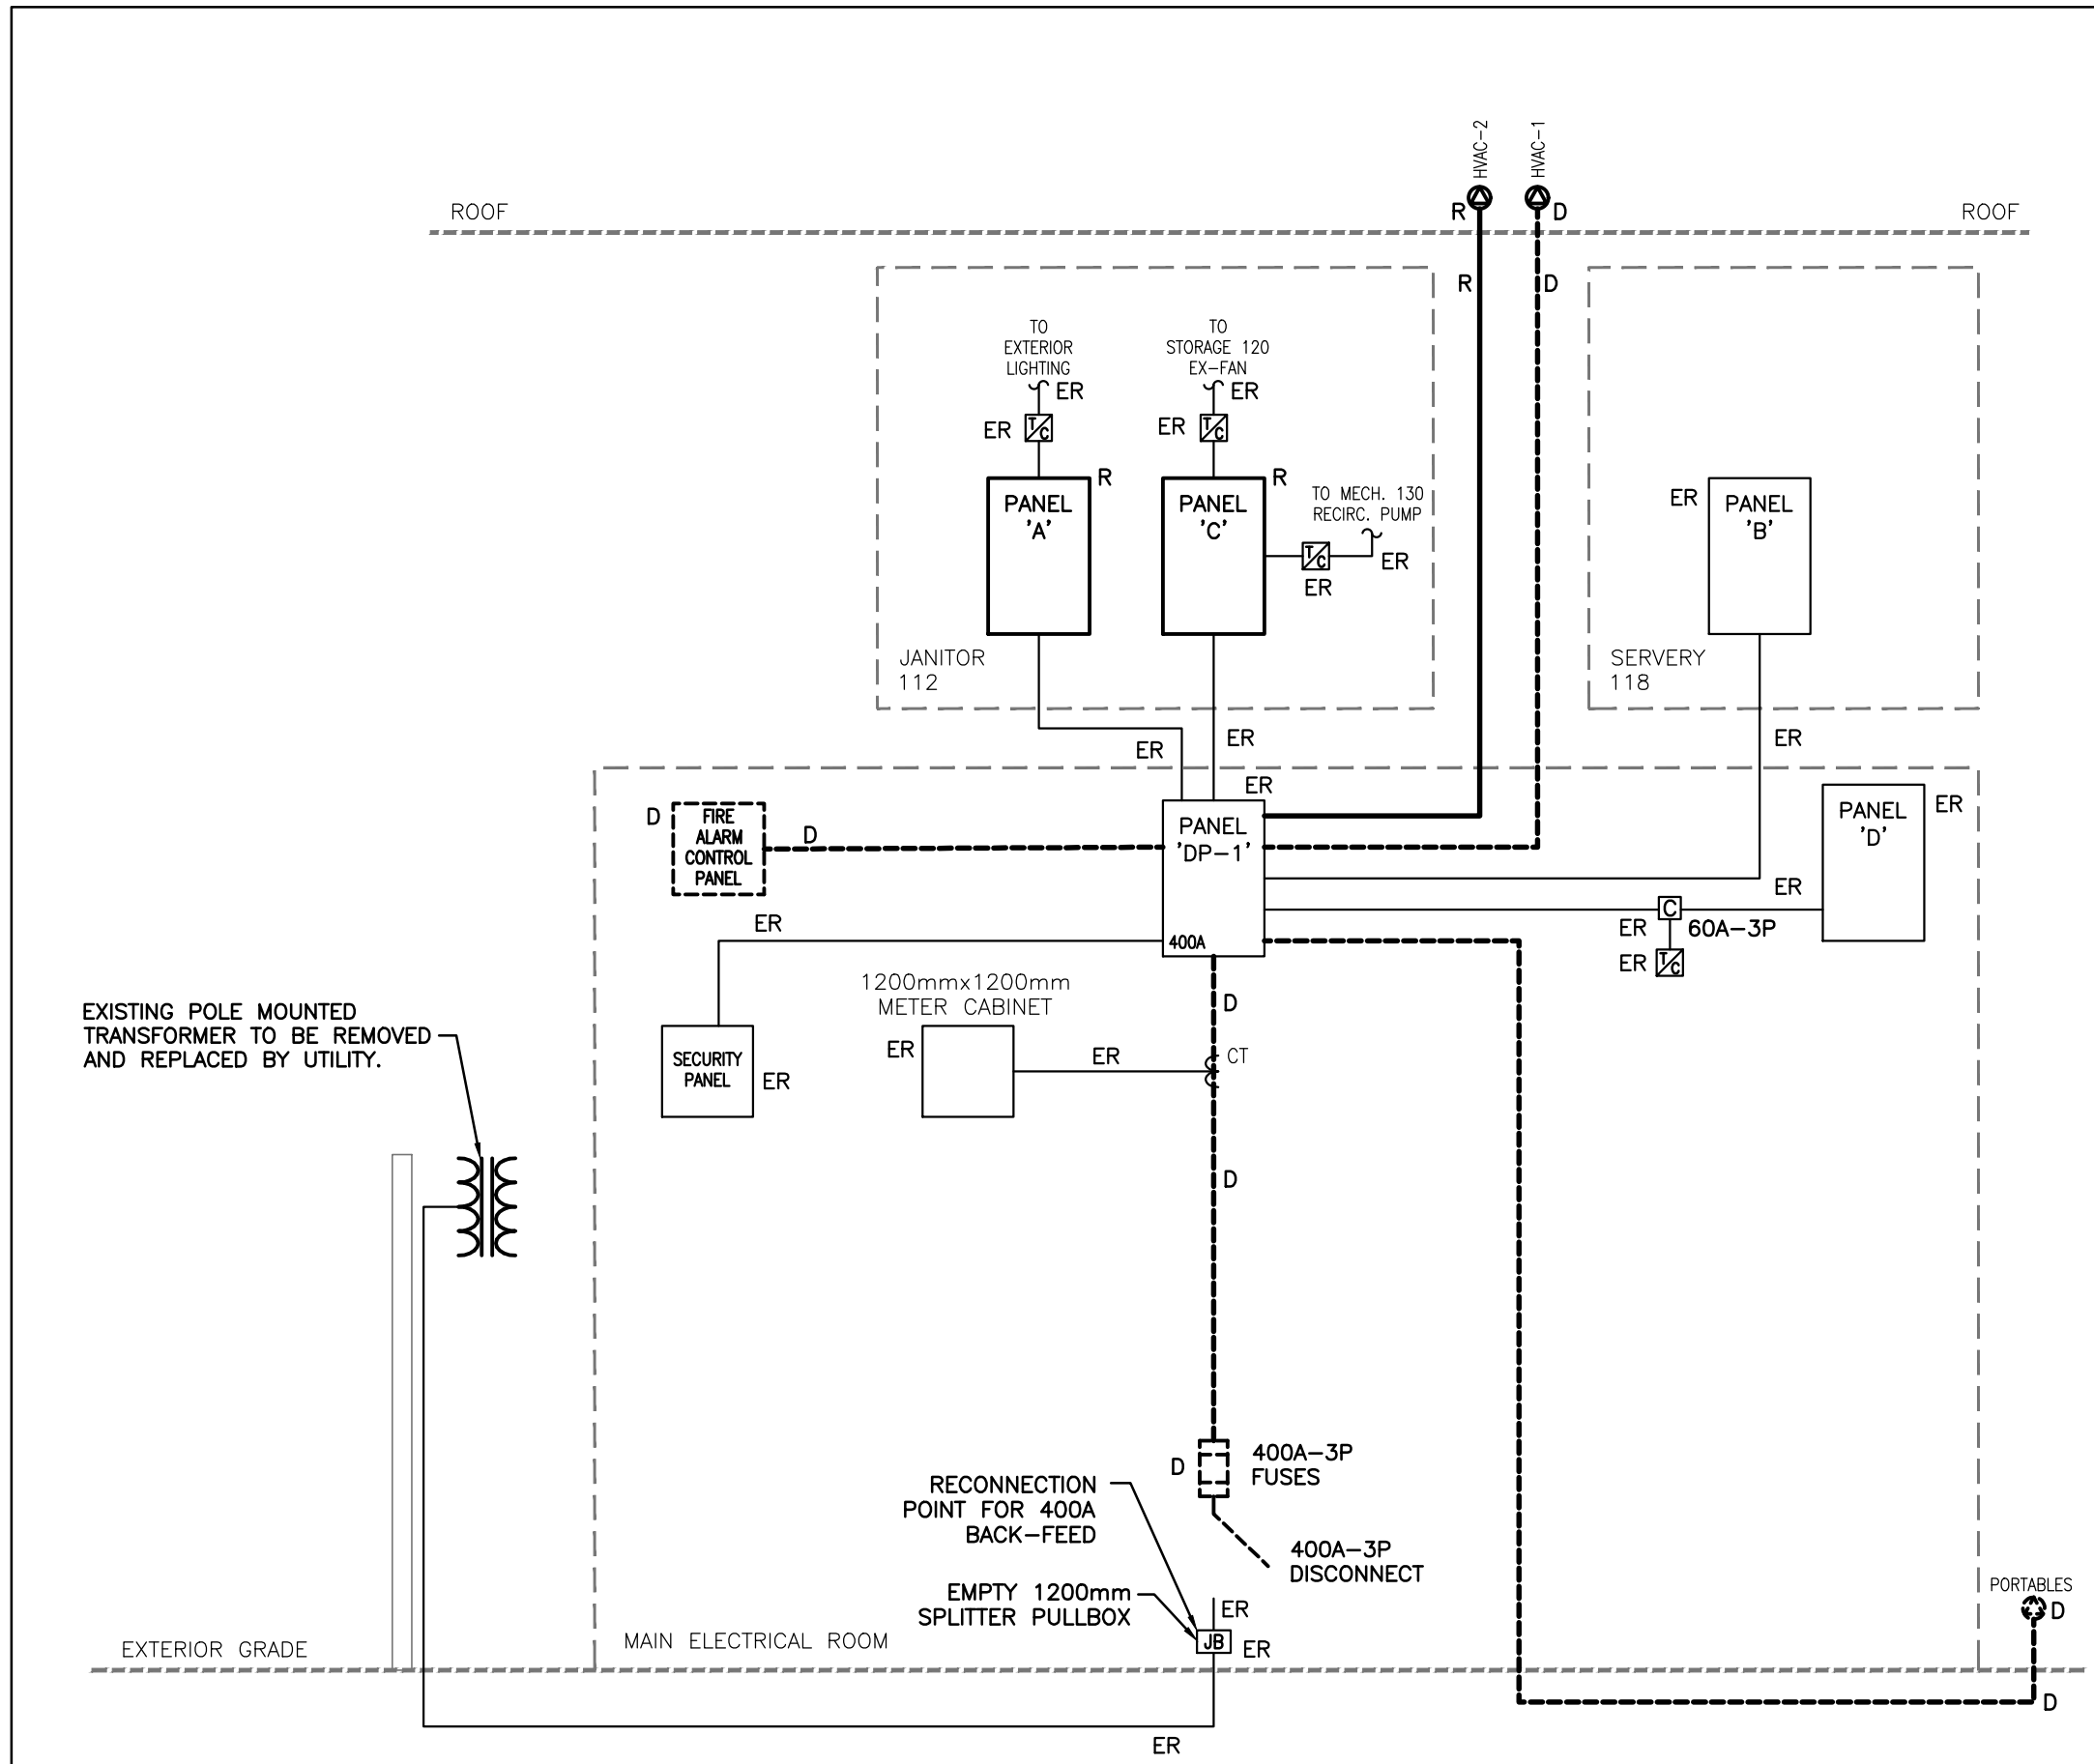 HVAC-2
HVAC-1
ROOF
R
D
ROOF
R
D
TO
EXTERIOR
LIGHTING
ER
ER
T/C
TO
STORAGE 120
EX-FAN
ER
ER
T/C
R
PANEL
'A'
R
PANEL
'C'
TO MECH. 130
RECIRC. PUMP
T/C
ER
ER
JANITOR
112
ER
PANEL
'B'
SERVERY
118
ER
ER
ER
ER
D
FIRE
ALARM
CONTROL
PANEL
D
PANEL
'DP-1'
400A
PANEL
'D'
ER
ER
ER
C
60A-3P
ER
T/C
ER
SECURITY
PANEL
ER
1200mmx1200mm
METER CABINET
ER
ER
D
CT
D
EXISTING POLE MOUNTED
TRANSFORMER TO BE REMOVED
AND REPLACED BY UTILITY.
D
400A-3P
FUSES
RECONNECTION
POINT FOR 400A
BACK-FEED
400A-3P
DISCONNECT
EMPTY 1200mm
SPLITTER PULLBOX
ER
JB
ER
PORTABLES
D
EXTERIOR GRADE
MAIN ELECTRICAL ROOM
D
ER